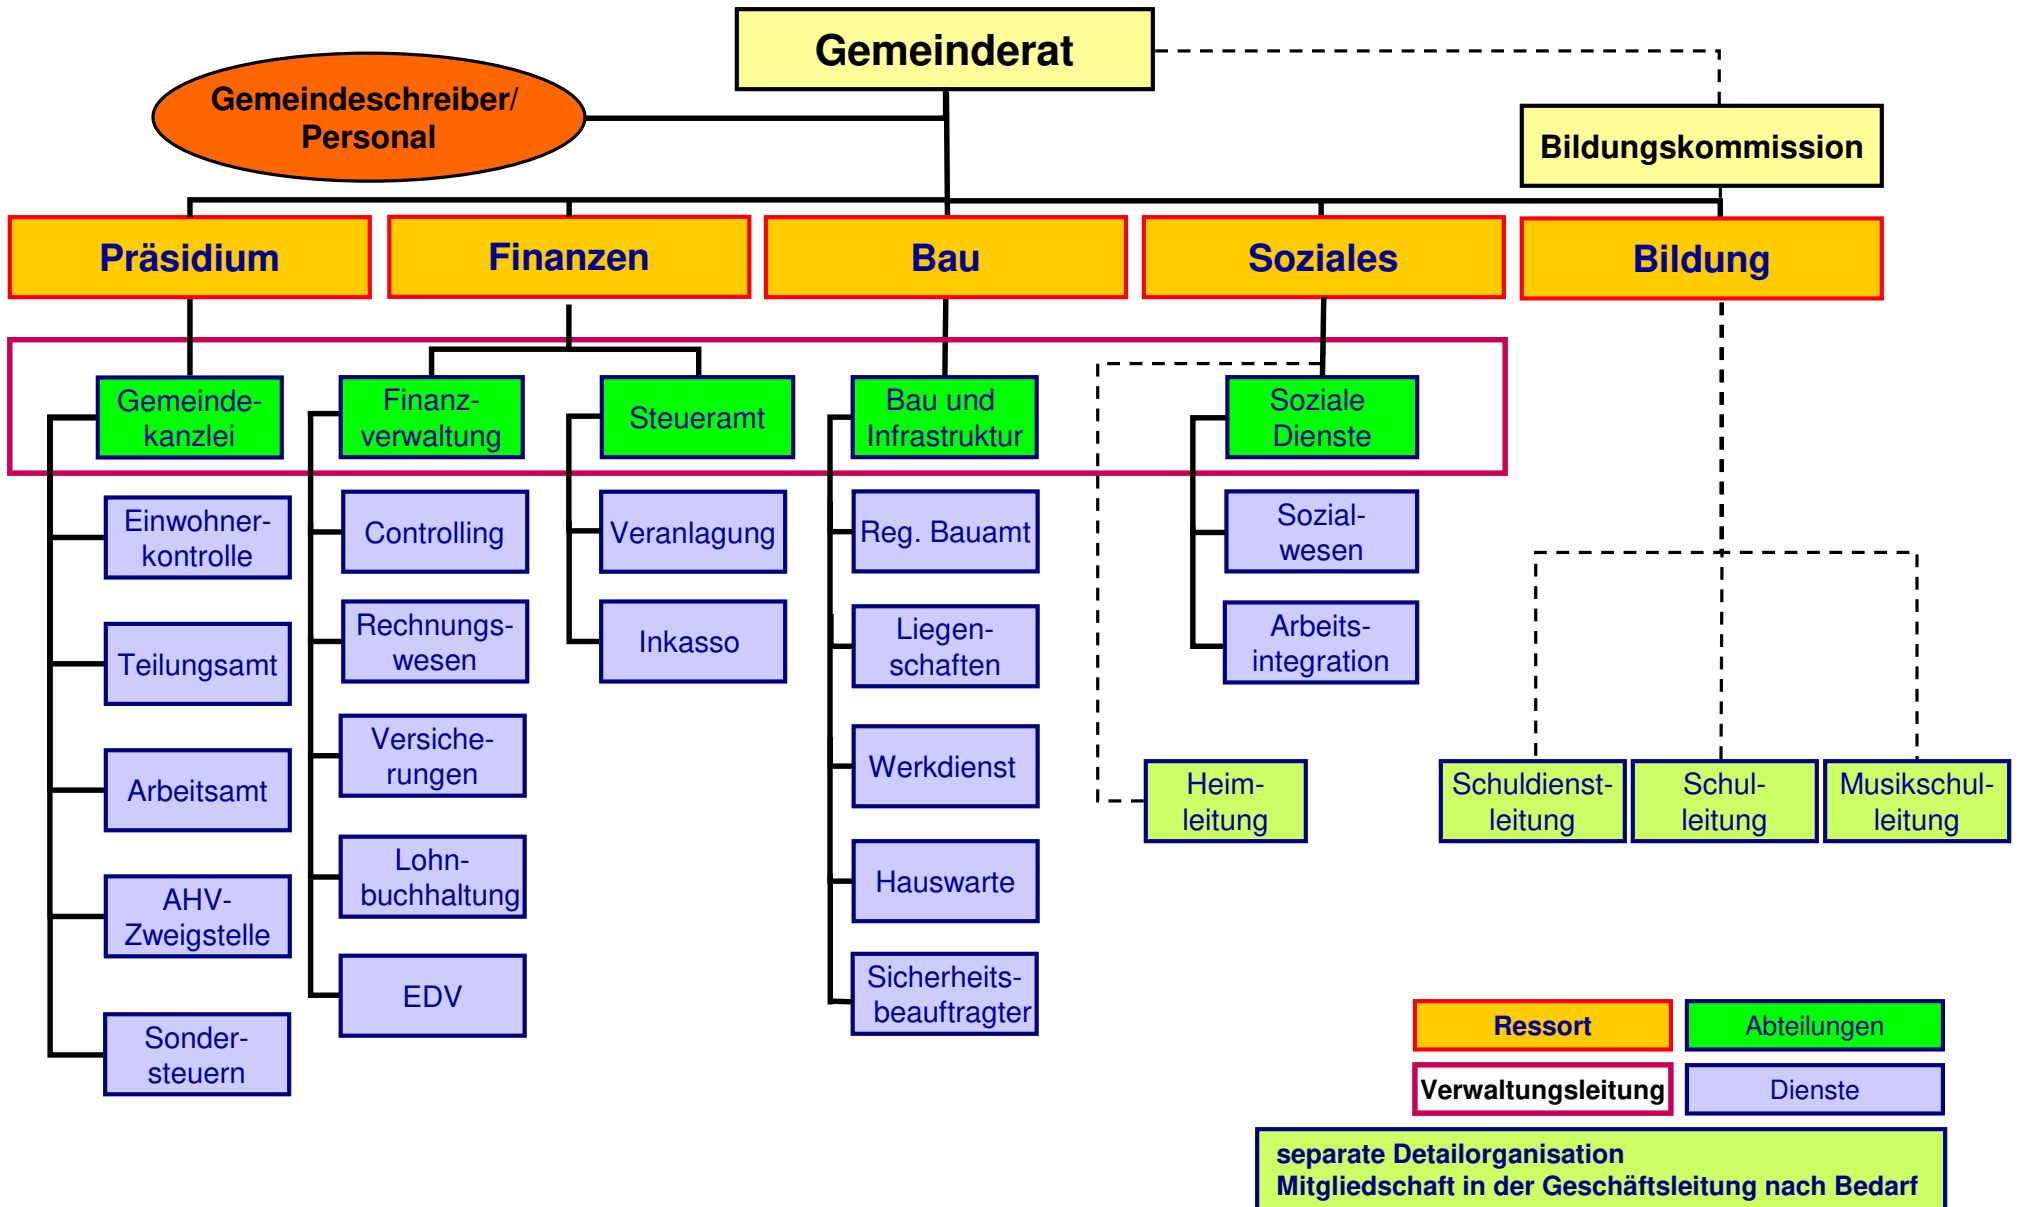 Gemeinderat
Gemeindeschreiber/
Personal
Bildungskommission
Präsidium
Finanzen
Bau
Soziales
Bildung
Gemeinde-
kanzlei
Finanz-
verwaltung
Steueramt
Bau und
Infrastruktur
Soziale
Dienste
Einwohner-
kontrolle
Teilungsamt
Arbeitsamt
AHV-
Zweigstelle
Sonder-
steuern
Controlling
Rechnungs-
wesen
Versiche-
rungen
Lohn-
buchhaltung
EDV
Veranlagung
Inkasso
Reg. Bauamt
Liegen-
schaften
Werkdienst
Hauswarte
Sicherheits-
beauftragter
Sozial-
wesen
Arbeits-
integration
Heim-
leitung
Schuldienst-
leitung
Schul-
leitung
Musikschul-
leitung
Ressort
Abteilungen
Verwaltungsleitung
Dienste
separate Detailorganisation
Mitgliedschaft in der Geschäftsleitung nach Bedarf